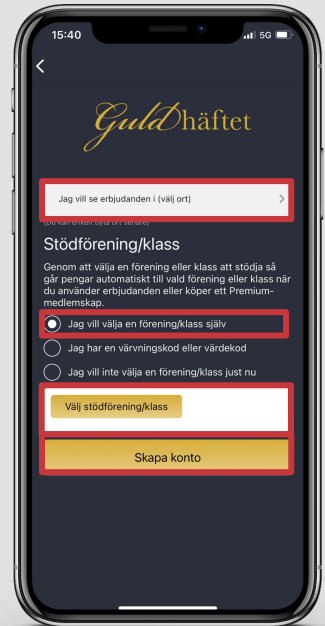 15:40
5G
Guldhäftet
Jag vill se erbjudanden i (välj ort)
(Du kan enkelt byta ort senare)
Stödförening/klass
Genom att välja en förening eller klass att stödja så
går pengar automatiskt till vald förening eller klass när
du använder erbjudanden eller köper ett Premium-
medlemskap.
Jag vill välja en förening/klass själv
Jag har en värvningskod eller värdekod
Jag vill inte välja en förening/klass just nu
Välj stödförening/klass
Skapa konto